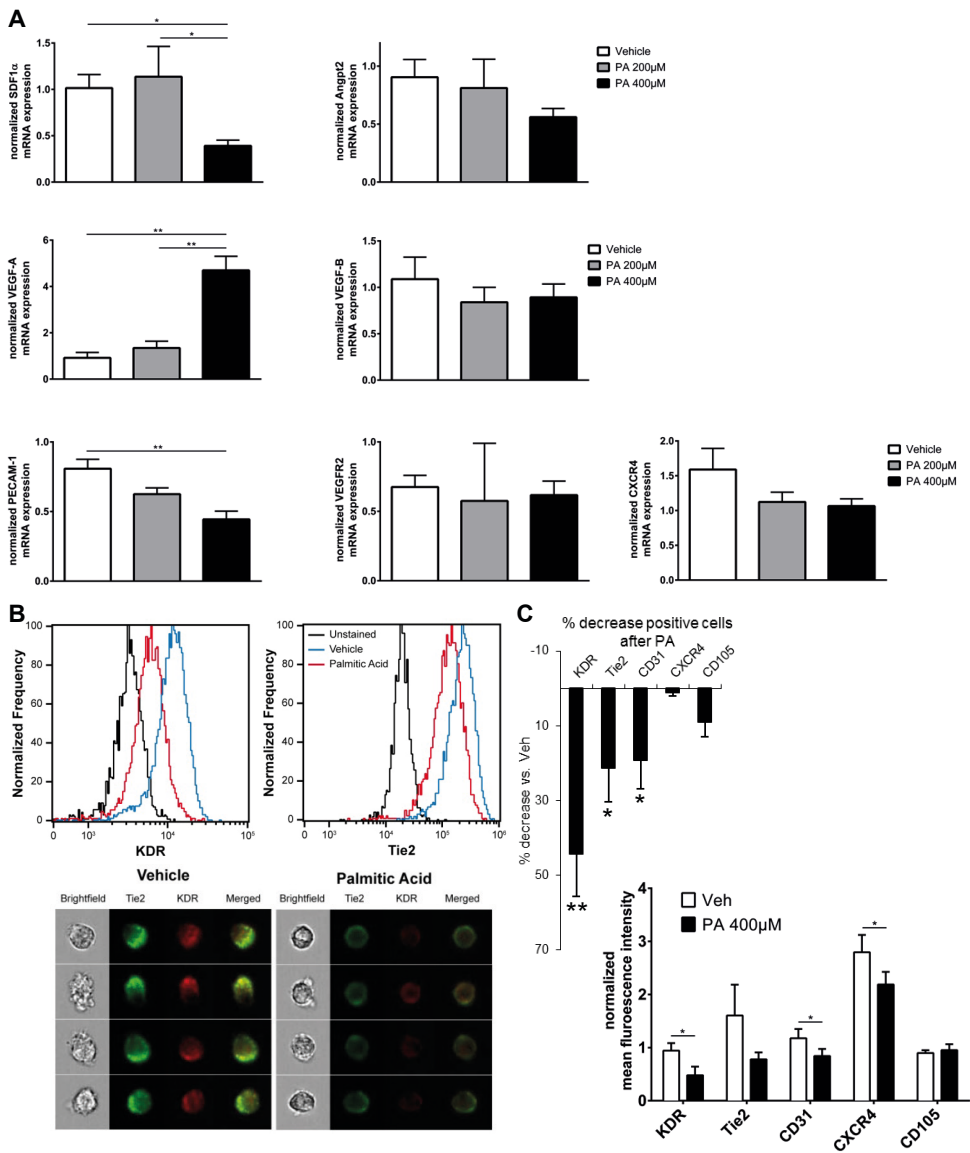 A
normalized SDF1α
mRNA expression
1.5
1.0
0.5
0.0
*
*
normalized Angpt2
mRNA expression
1.0
0.5
0.0
Vehicle
PA 200µM
PA 400µM
normalized VEGF-A
mRNA expression
6
4
2
0
**
**
normalized VEGF-B
mRNA expression
1.5
1.0
0.5
0.0
Vehicle
PA 200µM
PA 400µM
normalized PECAM-1
mRNA expression
1.0
0.5
0.0
**
normalized VEGFR2
mRNA expression
1.0
0.5
0.0
normalized CXCR4
mRNA expression
2.0
1.5
1.0
0.5
0.0
Vehicle
PA 200µM
PA 400µM
B
Normalized Frequency
100
80
60
40
20
0
0 10³ 10⁴ 10⁵
KDR
Normalized Frequency
100
80
60
40
20
0
Unstained
Vehicle
Palmitic Acid
0 10³ 10⁴ 10⁵ 10⁶
Tie2
Vehicle
Brightfield Tie2 KDR Merged
Palmitic Acid
Brightfield Tie2 KDR Merged
C
% decrease positive cells
after PA
KDR Tie2 CD31 CXCR4 CD105
% decrease vs. Veh
-10
10
30
50
70
**
*
*
Veh
PA 400µM
normalized
mean fluroescence intensity
4
3
2
1
0
*
*
*
KDR Tie2 CD31 CXCR4 CD105